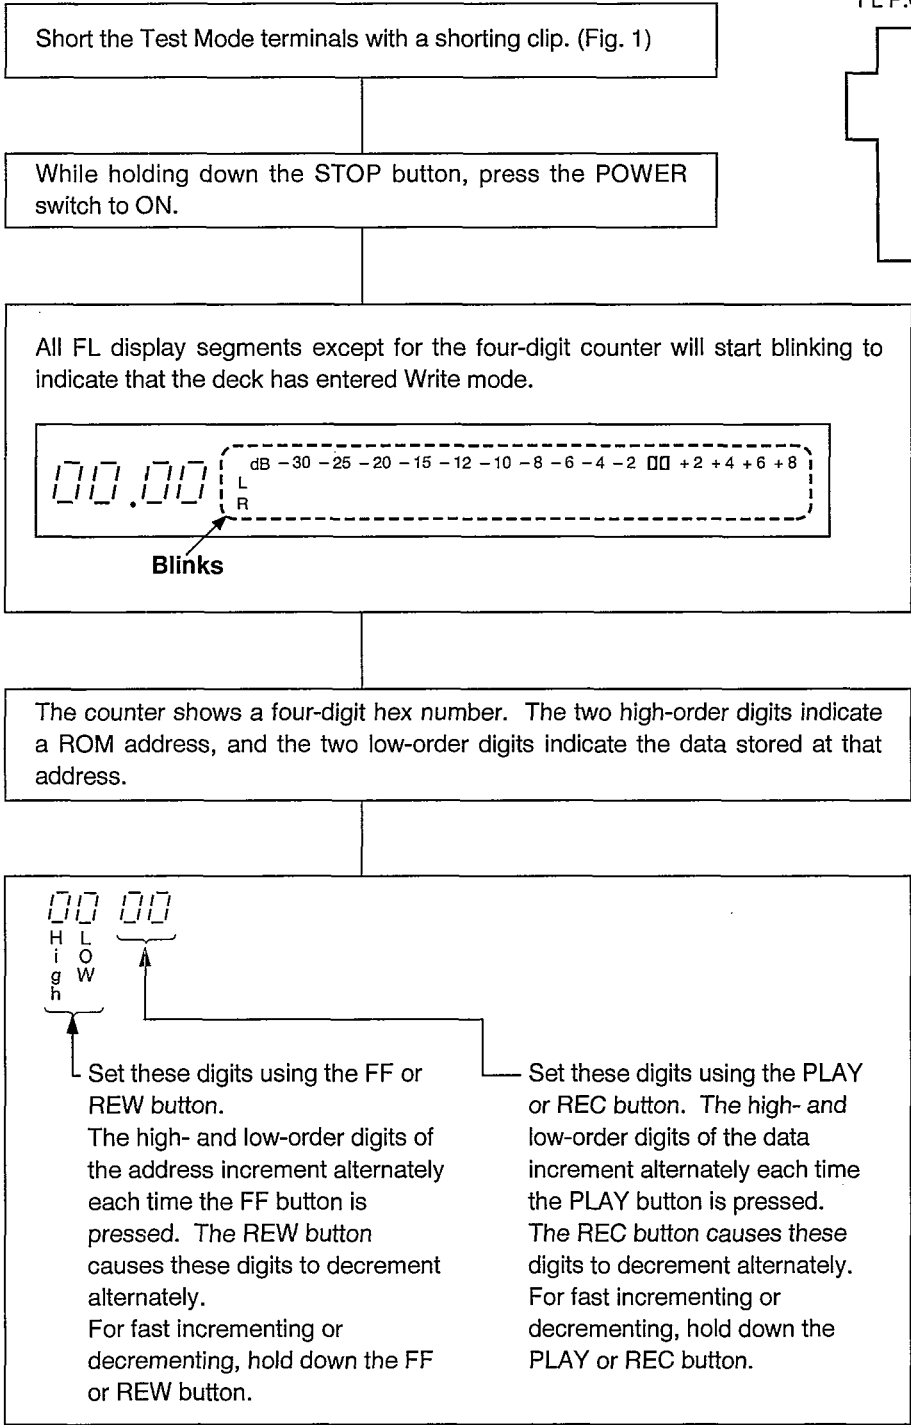 Short the Test Mode terminals with a shorting clip. (Fig. 1)
While holding down the STOP button, press the POWER
switch to ON.
All FL display segments except for the four-digit counter will start blinking to
indicate that the deck has entered Write mode.
00.00
dB -30 -25 -20 -15 -12 -10 -8 -6 -4 -2 00 +2 +4 +6 +8
L
R
Blinks
The counter shows a four-digit hex number. The two high-order digits indicate
a ROM address, and the two low-order digits indicate the data stored at that
address.
00 00
High LOW
Set these digits using the FF or
REW button.
The high- and low-order digits of
the address increment alternately
each time the FF button is
pressed. The REW button
causes these digits to decrement
alternately.
For fast incrementing or
decrementing, hold down the FF
or REW button.
Set these digits using the PLAY
or REC button. The high- and
low-order digits of the data
increment alternately each time
the PLAY button is pressed.
The REC button causes these
digits to decrement alternately.
For fast incrementing or
decrementing, hold down the
PLAY or REC button.